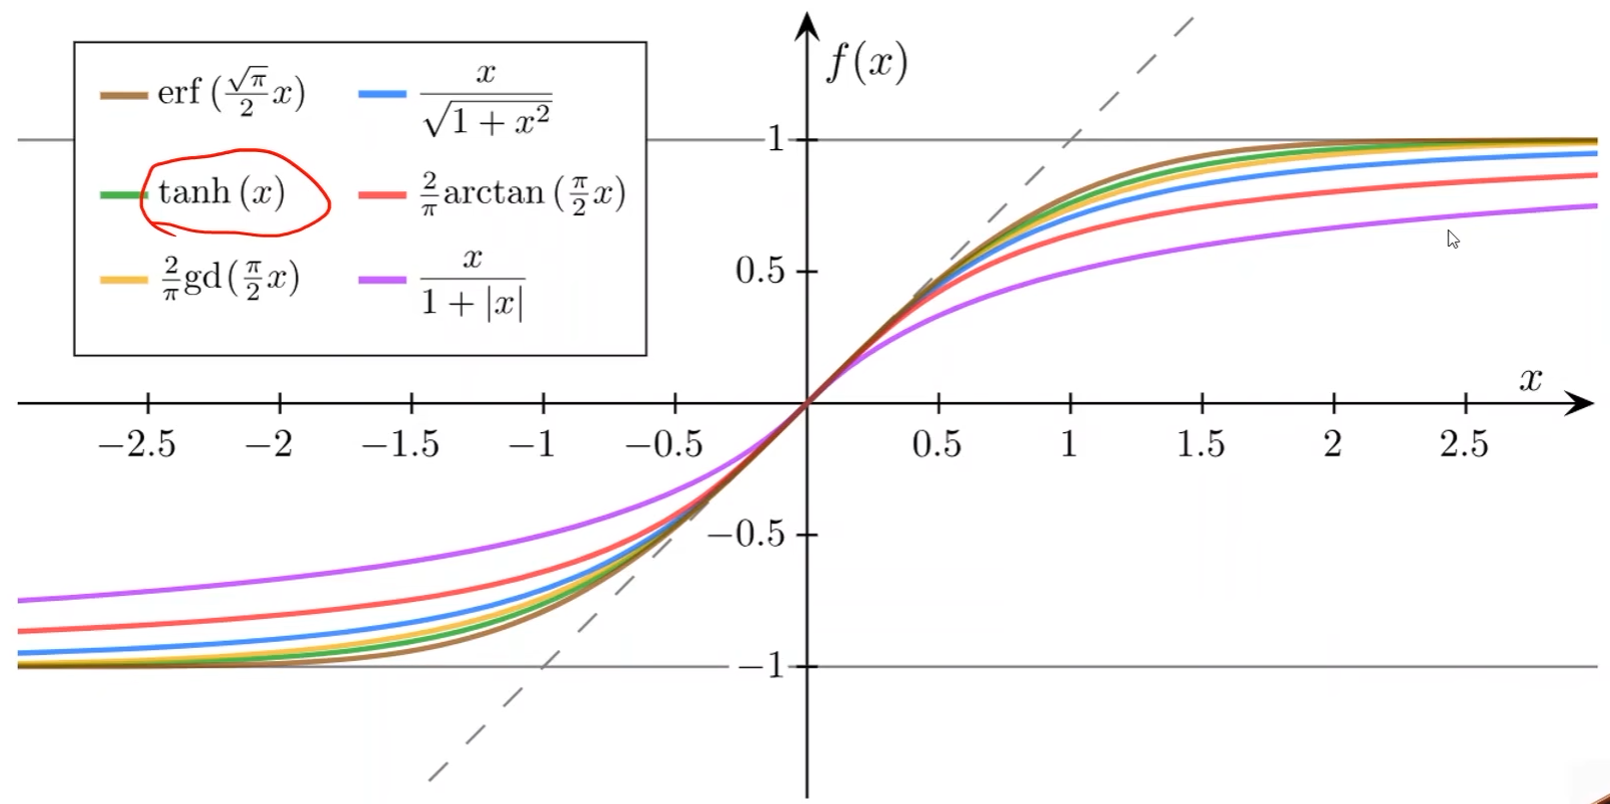 f(x)
erf (√π/2 x)
x/√(1 + x²)
1
tanh (x)
2/π arctan (π/2 x)
2/π gd(π/2 x)
x/(1 + |x|)
0.5
x
−2.5 −2 −1.5 −1 −0.5 0.5 1 1.5 2 2.5
−0.5
−1